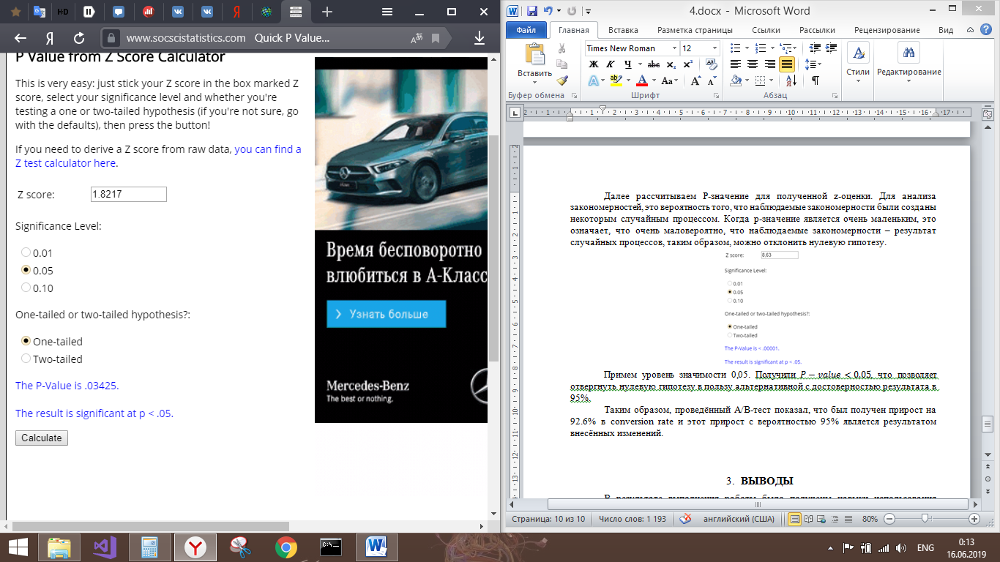 HD
Я
www.socscistatistics.com Quick P Value...
P Value from Z Score Calculator
This is very easy: just stick your Z score in the box marked Z
score, select your significance level and whether you're
testing a one or two-tailed hypothesis (if you're not sure, go
with the defaults), then press the button!
If you need to derive a Z score from raw data, you can find a
Z test calculator here.
Z score: 1.8217
Significance Level:
0.01
0.05
0.10
One-tailed or two-tailed hypothesis?:
One-tailed
Two-tailed
The P-Value is .03425.
The result is significant at p < .05.
Calculate
Время бесповоротно
влюбиться в А-Класс
Узнать больше
Mercedes-Benz
The best or nothing.
4.docx - Microsoft Word
Файл Главная Вставка Разметка страницы Ссылки Рассылки Рецензирование Вид
Times New Roman 12
Вставить
Ж К Ч abc x₂ x²
Aa
Стили
Редактирование
Буфер обмена Шрифт Абзац
Далее рассчитываем P-значение для полученной z-оценки. Для анализа
закономерностей, это вероятность того, что наблюдаемые закономерности были созданы
некоторым случайным процессом. Когда p-значение является очень маленьким, это
означает, что очень маловероятно, что наблюдаемые закономерности – результат
случайных процессов, таким образом, можно отклонить нулевую гипотезу.
Z score: 8.63
Significance Level:
0.01
0.05
0.10
One-tailed or two-tailed hypothesis?:
One-tailed
Two-tailed
The P-Value is < .00001.
The result is significant at p < .05.
Примем уровень значимости 0,05. Получили P − value < 0,05, что позволяет
отвергнуть нулевую гипотезу в пользу альтернативной с достоверностью результата в
95%.
Таким образом, проведённый A/B-тест показал, что был получен прирост на
92.6% в conversion rate и этот прирост с вероятностью 95% является результатом
внесённых изменений.
3. ВЫВОДЫ
В результате выполнения работы было получены навыки использования
Страница: 10 из 10 Число слов: 1 193 английский (США) 80%
ENG
0:13
16.06.2019